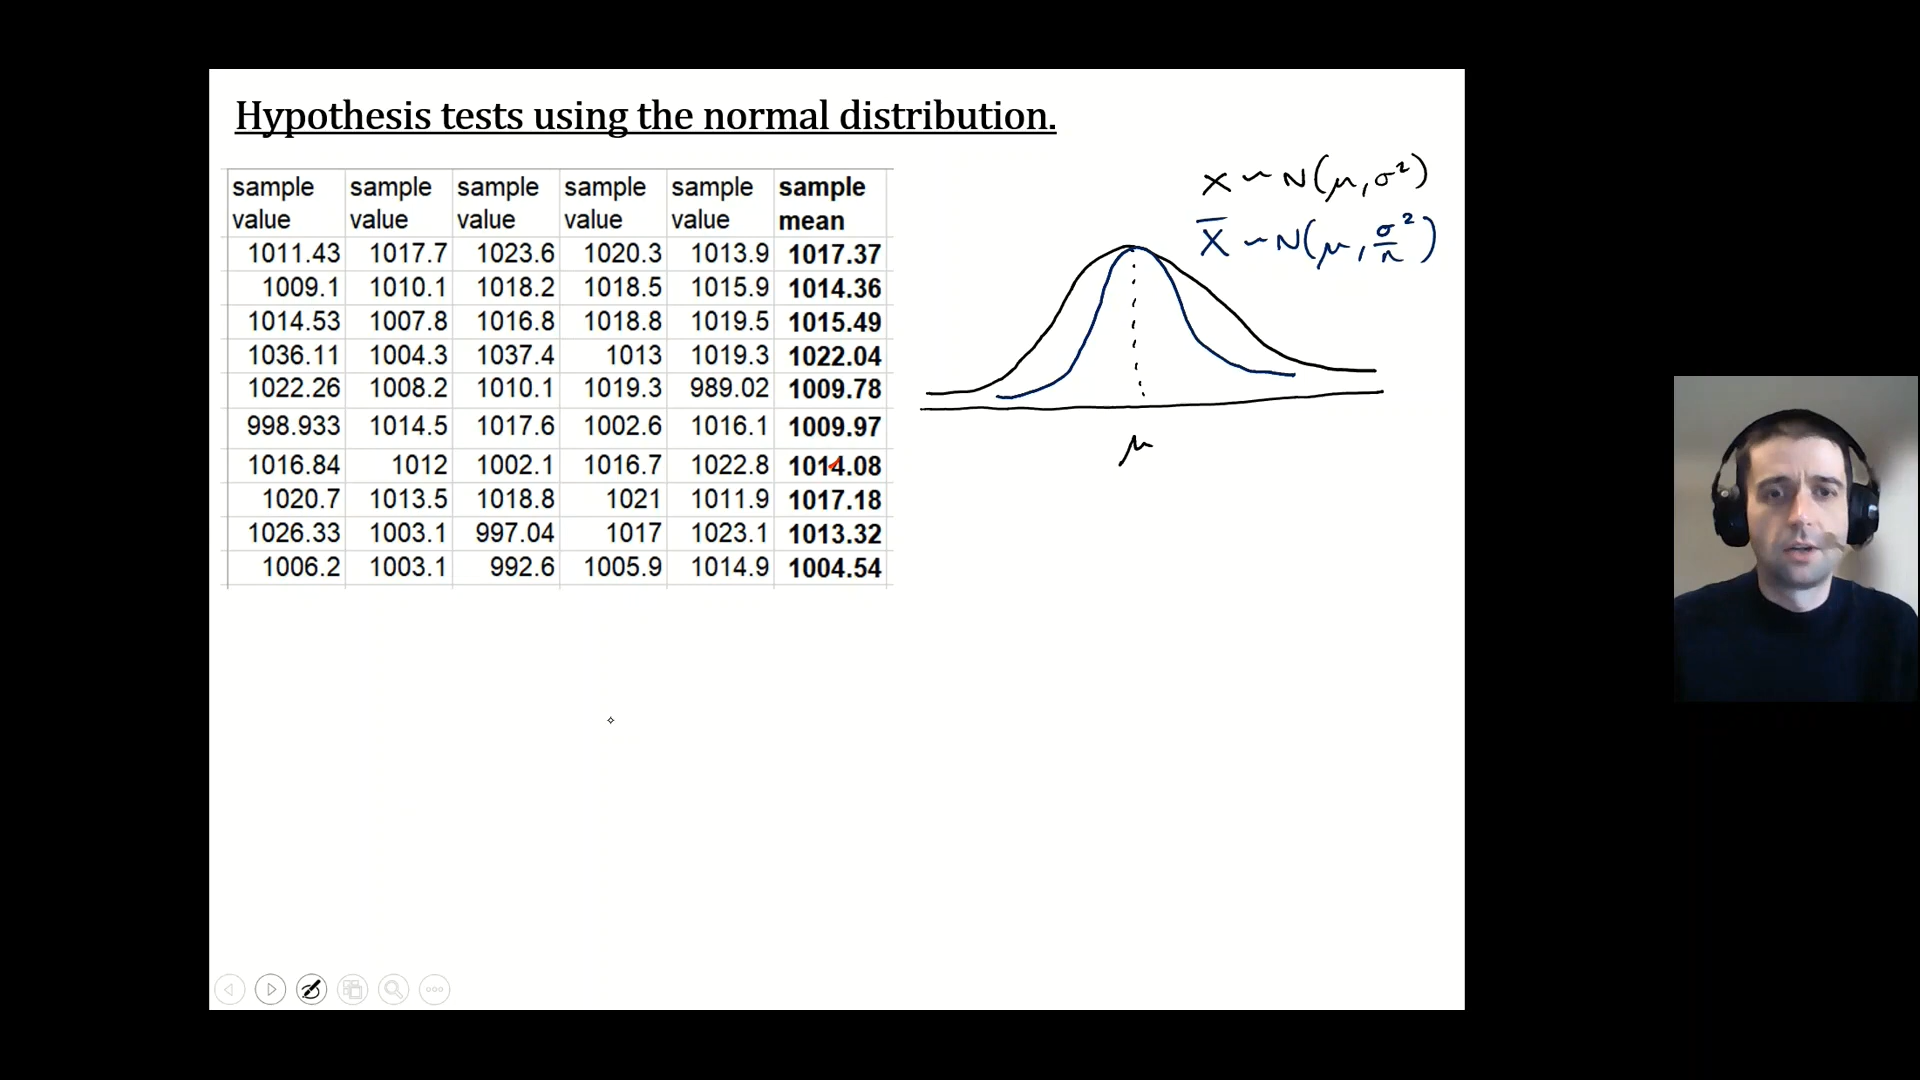 Hypothesis tests using the normal distribution.
sample value sample value sample value sample value sample value sample mean
1011.43 1017.7 1023.6 1020.3 1013.9 1017.37
1009.1 1010.1 1018.2 1018.5 1015.9 1014.36
1014.53 1007.8 1016.8 1018.8 1019.5 1015.49
1036.11 1004.3 1037.4 1013 1019.3 1022.04
1022.26 1008.2 1010.1 1019.3 989.02 1009.78
998.933 1014.5 1017.6 1002.6 1016.1 1009.97
1016.84 1012 1002.1 1016.7 1022.8 1014.08
1020.7 1013.5 1018.8 1021 1011.9 1017.18
1026.33 1003.1 997.04 1017 1023.1 1013.32
1006.2 1003.1 992.6 1005.9 1014.9 1004.54
X ~ N(μ, σ²)
X̄ ~ N(μ, σ²/n)
μ